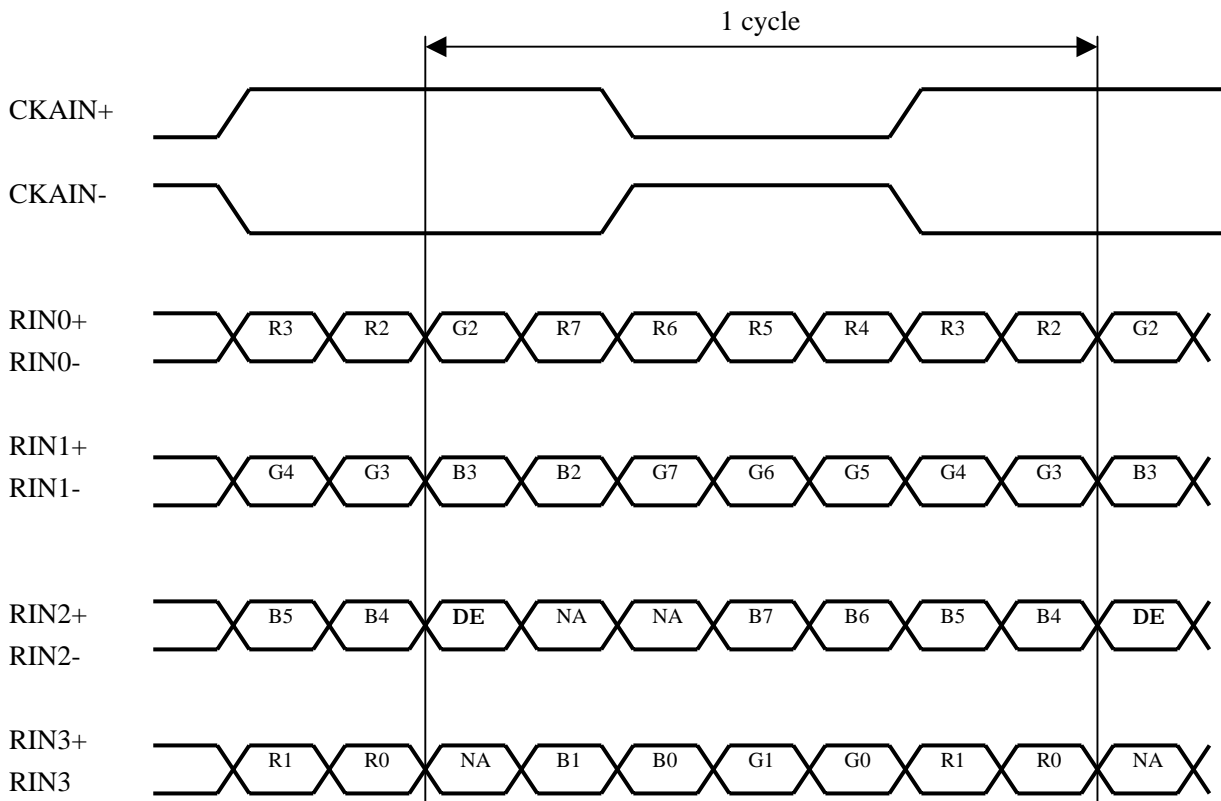 1 cycle
CKAIN+
CKAIN-
RIN0+
R3 R2 G2 R7 R6 R5 R4 R3 R2 G2
RIN0-
RIN1+
G4 G3 B3 B2 G7 G6 G5 G4 G3 B3
RIN1-
RIN2+
B5 B4 DE NA NA B7 B6 B5 B4 DE
RIN2-
RIN3+
R1 R0 NA B1 B0 G1 G0 R1 R0 NA
RIN3